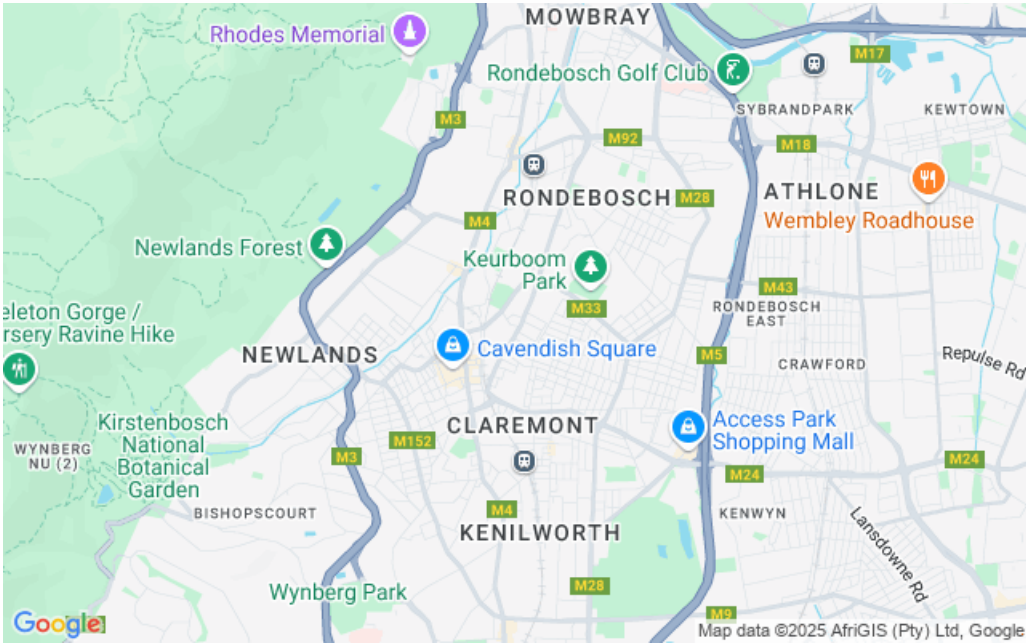 MOWBRAY
Rhodes Memorial
M17
Rondebosch Golf Club
SYBRANDPARK
KEWTOWN
M3
M92
M18
RONDEBOSCH
M28
ATHLONE
Wembley Roadhouse
M4
Newlands Forest
Keurboom
Park
M43
M33
RONDEBOSCH
EAST
eleton Gorge /
rsery Ravine Hike
NEWLANDS
Cavendish Square
M5
CRAWFORD
Repulse Rd
Kirstenbosch
National
Botanical
Garden
WYNBERG
NU (2)
CLAREMONT
M152
Access Park
Shopping Mall
M3
M24
M24
BISHOPSCOURT
M4
KENILWORTH
KENWYN
Lansdowne Rd
Wynberg Park
M28
M9
Google
Map data ©2025 AfriGIS (Pty) Ltd, Google